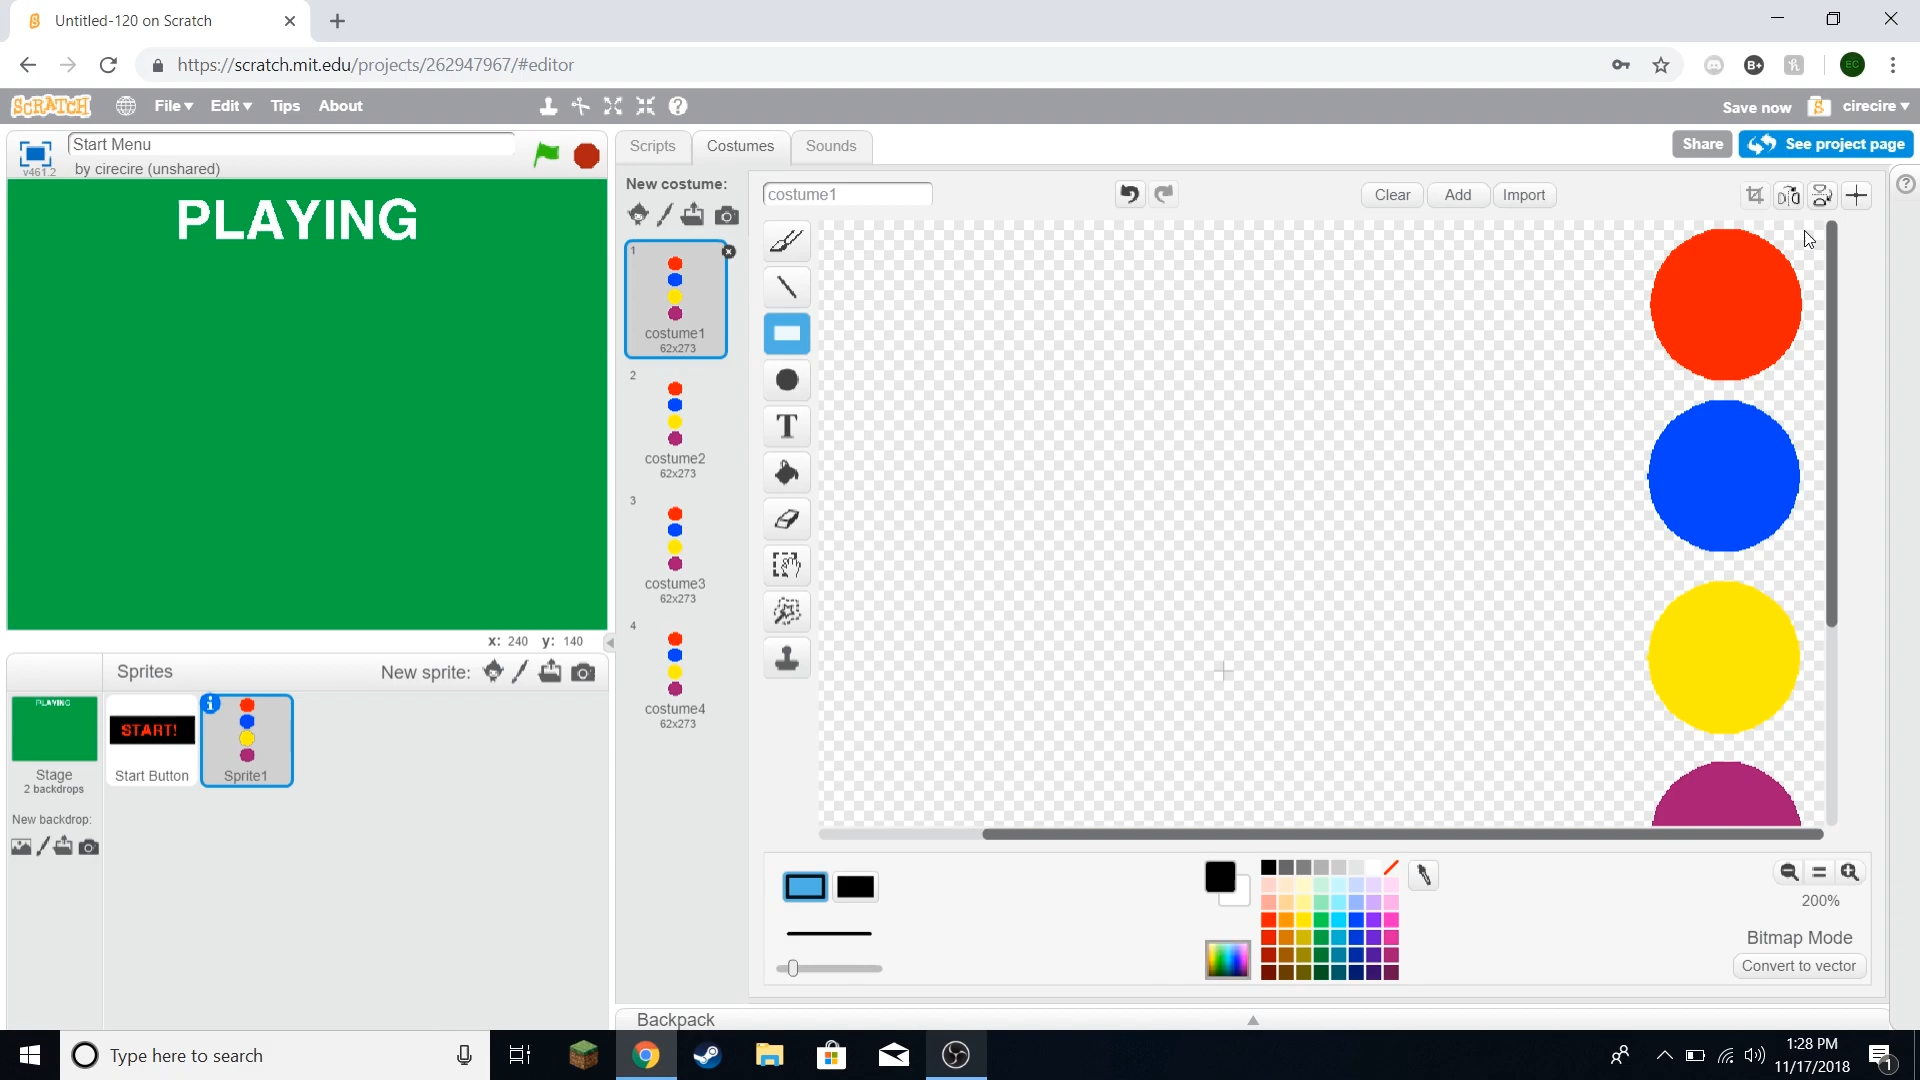 Untitled-120 on Scratch
https://scratch.mit.edu/projects/262947967/#editor
EC
SCRATCH
File
Edit
Tips
About
Save now
cirecire
v461.2
Start Menu
by cirecire (unshared)
Scripts
Costumes
Sounds
Share
See project page
PLAYING
New costume:
costume1
Clear
Add
Import
1
costume1
62x273
2
costume2
62x273
3
costume3
62x273
4
costume4
62x273
x: 240 y: 140
Sprites
New sprite:
PLAYING
Stage
2 backdrops
New backdrop:
START!
Start Button
Sprite1
T
200%
Bitmap Mode
Convert to vector
Backpack
Type here to search
1:28 PM
11/17/2018
1